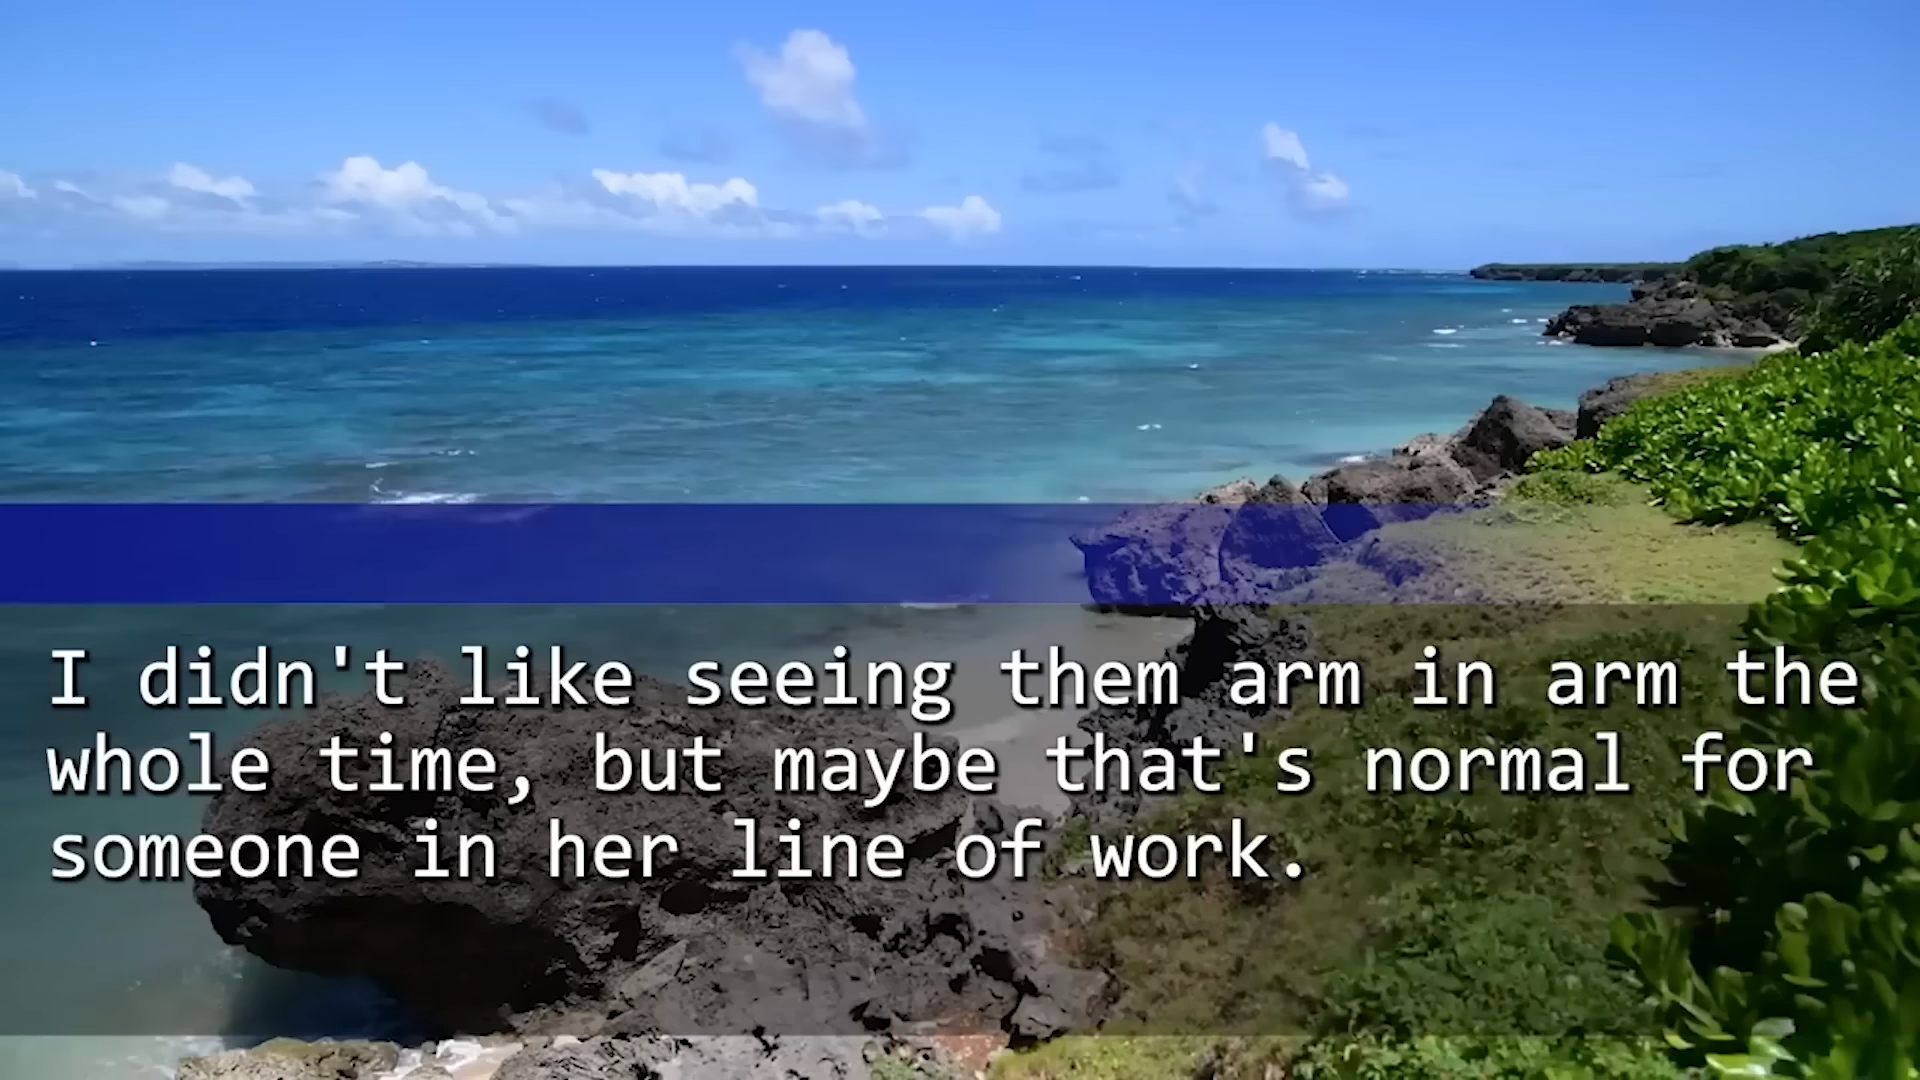 I didn't like seeing them arm in arm the
whole time, but maybe that's normal for
someone in her line of work.